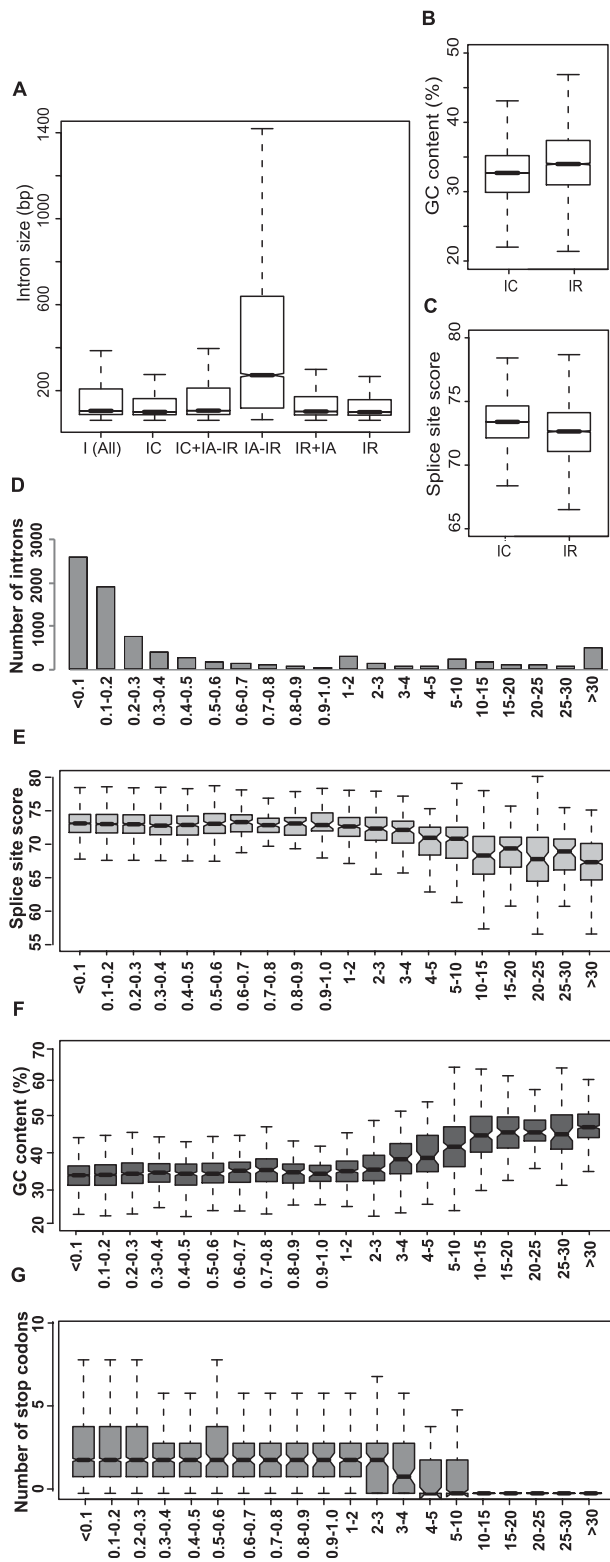 A
Intron size (bp)
1400
1000
600
200
I (All) IC IC+IA-IR IA-IR IR+IA IR
B
GC content (%)
50
40
30
20
IC IR
C
Splice site score
80
75
70
65
IC IR
D
Number of introns
3000
2000
1000
0
<0.1 0.1-0.2 0.2-0.3 0.3-0.4 0.4-0.5 0.5-0.6 0.6-0.7 0.7-0.8 0.8-0.9 0.9-1.0 1-2 2-3 3-4 4-5 5-10 10-15 15-20 20-25 25-30 >30
E
Splice site score
80
75
70
65
60
55
<0.1 0.1-0.2 0.2-0.3 0.3-0.4 0.4-0.5 0.5-0.6 0.6-0.7 0.7-0.8 0.8-0.9 0.9-1.0 1-2 2-3 3-4 4-5 5-10 10-15 15-20 20-25 25-30 >30
F
GC content (%)
70
60
50
40
30
20
<0.1 0.1-0.2 0.2-0.3 0.3-0.4 0.4-0.5 0.5-0.6 0.6-0.7 0.7-0.8 0.8-0.9 0.9-1.0 1-2 2-3 3-4 4-5 5-10 10-15 15-20 20-25 25-30 >30
G
Number of stop codons
10
5
0
<0.1 0.1-0.2 0.2-0.3 0.3-0.4 0.4-0.5 0.5-0.6 0.6-0.7 0.7-0.8 0.8-0.9 0.9-1.0 1-2 2-3 3-4 4-5 5-10 10-15 15-20 20-25 25-30 >30